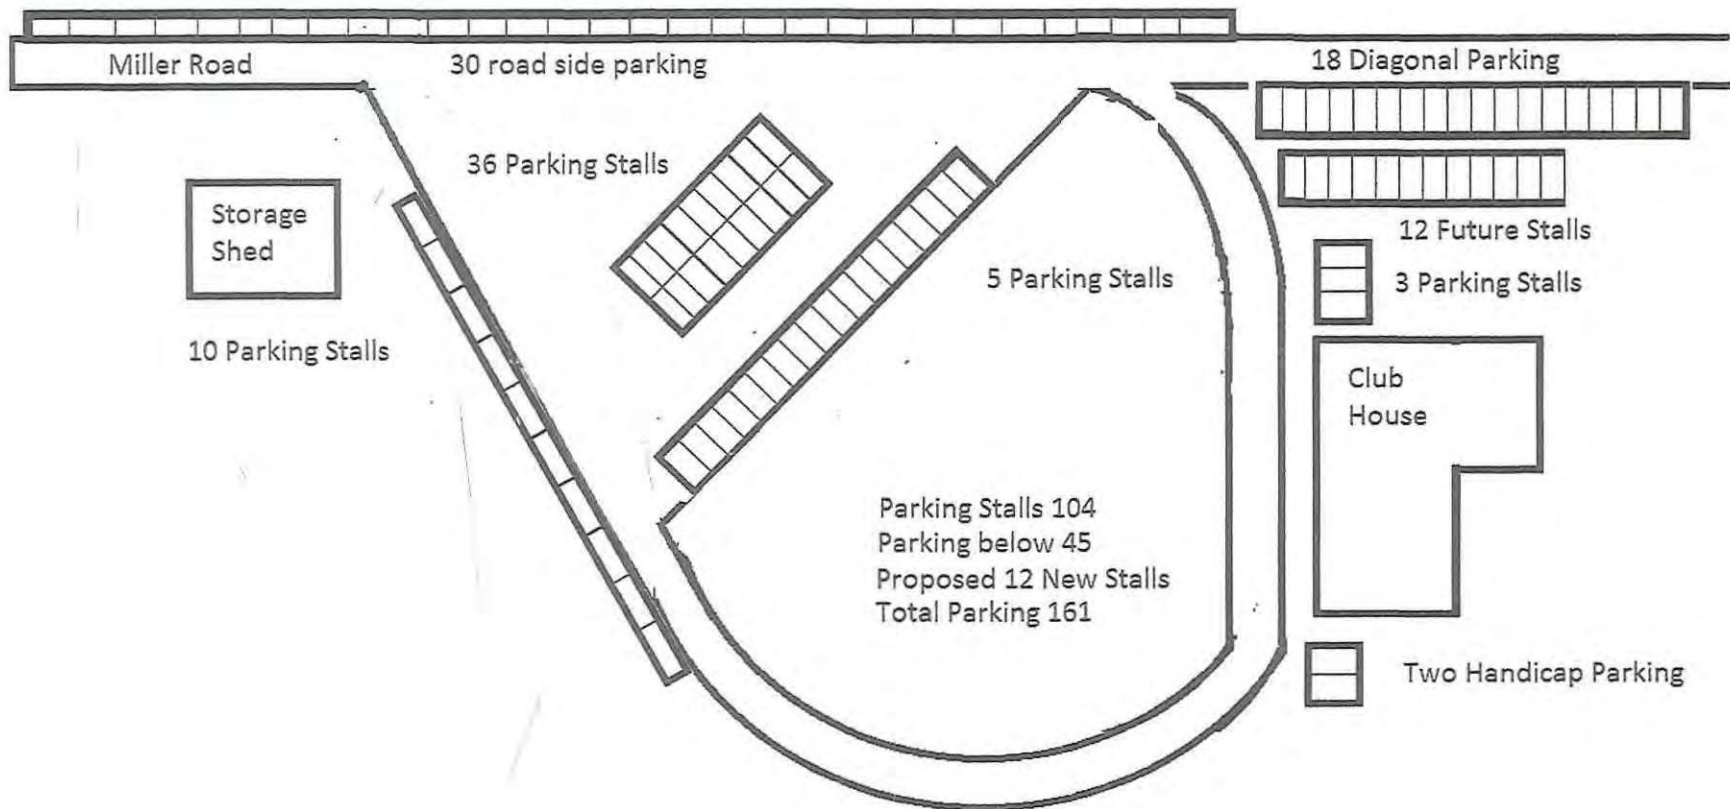 Miller Road
30 road side parking
18 Diagonal Parking
36 Parking Stalls
Storage
Shed
12 Future Stalls
5 Parking Stalls
3 Parking Stalls
10 Parking Stalls
Club
House
Parking Stalls 104
Parking below 45
Proposed 12 New Stalls
Total Parking 161
Two Handicap Parking